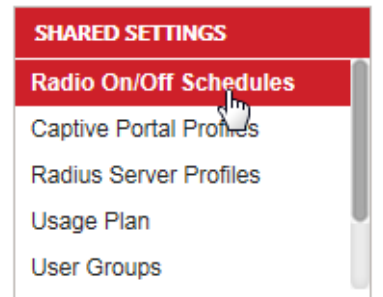 SHARED SETTINGS
Radio On/Off Schedules
Captive Portal Profiles
Radius Server Profiles
Usage Plan
User Groups